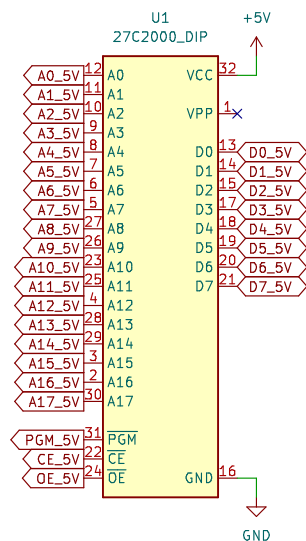 U1
27C2000_DIP
+5V
A0_5V 12 A0 VCC 32
A1_5V 11 A1
A2_5V 10 A2 VPP 1
A3_5V 9 A3
A4_5V 8 A4 D0 13 D0_5V
A5_5V 7 A5 D1 14 D1_5V
A6_5V 6 A6 D2 15 D2_5V
A7_5V 5 A7 D3 17 D3_5V
A8_5V 27 A8 D4 18 D4_5V
A9_5V 26 A9 D5 19 D5_5V
A10_5V 23 A10 D6 20 D6_5V
A11_5V 25 A11 D7 21 D7_5V
A12_5V 4 A12
A13_5V 28 A13
A14_5V 29 A14
A15_5V 3 A15
A16_5V 2 A16
A17_5V 30 A17
PGM_5V 31 PGM
CE_5V 22 CE
OE_5V 24 OE GND 16
GND